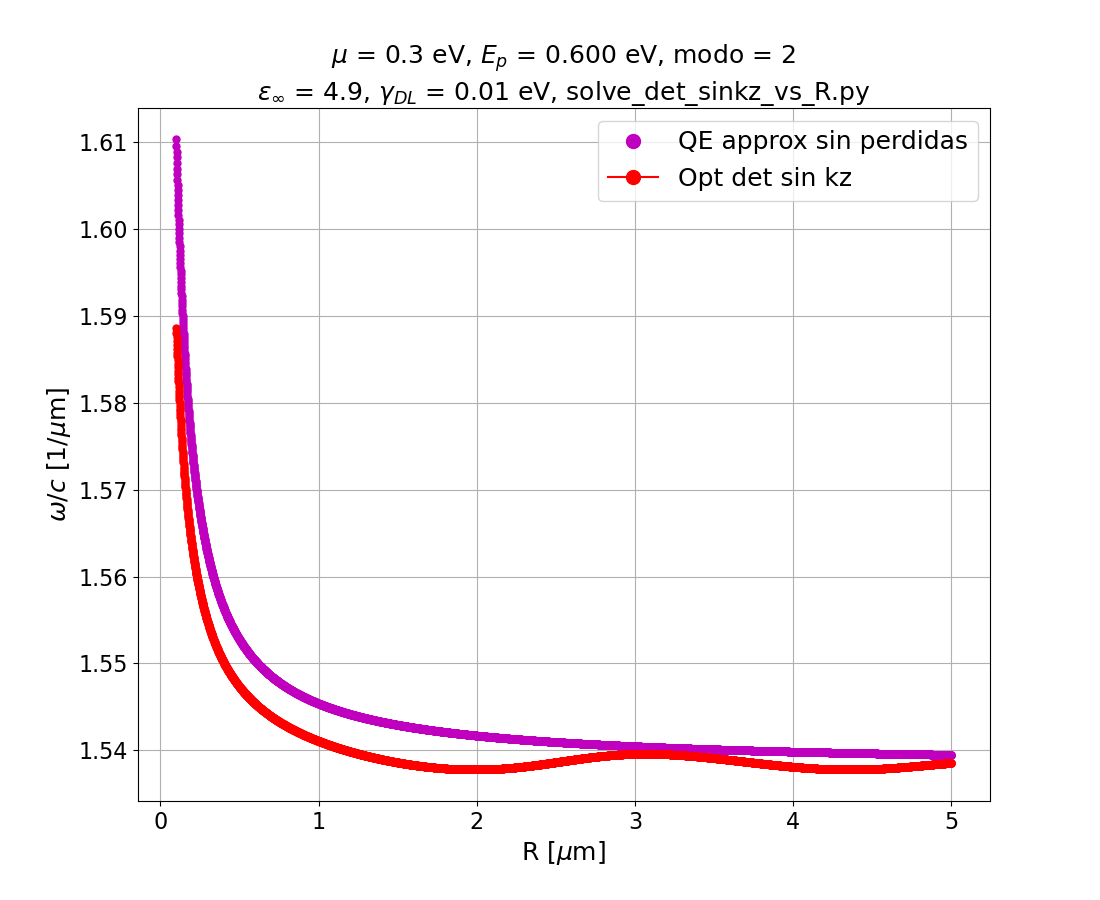 μ = 0.3 eV, E_p = 0.600 eV, modo = 2
ε_∞ = 4.9, γ_DL = 0.01 eV, solve_det_sinkz_vs_R.py
QE approx sin perdidas
Opt det sin kz
1.61
1.60
1.59
1.58
1.57
1.56
1.55
1.54
ω/c [1/μm]
0 1 2 3 4 5
R [μm]